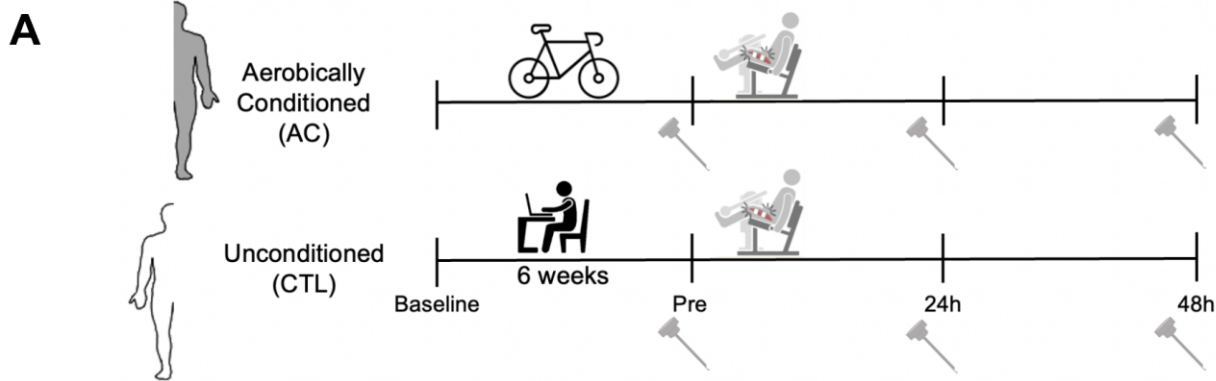 A
Aerobically
Conditioned
(AC)
Unconditioned
(CTL)
6 weeks
Baseline
Pre
24h
48h